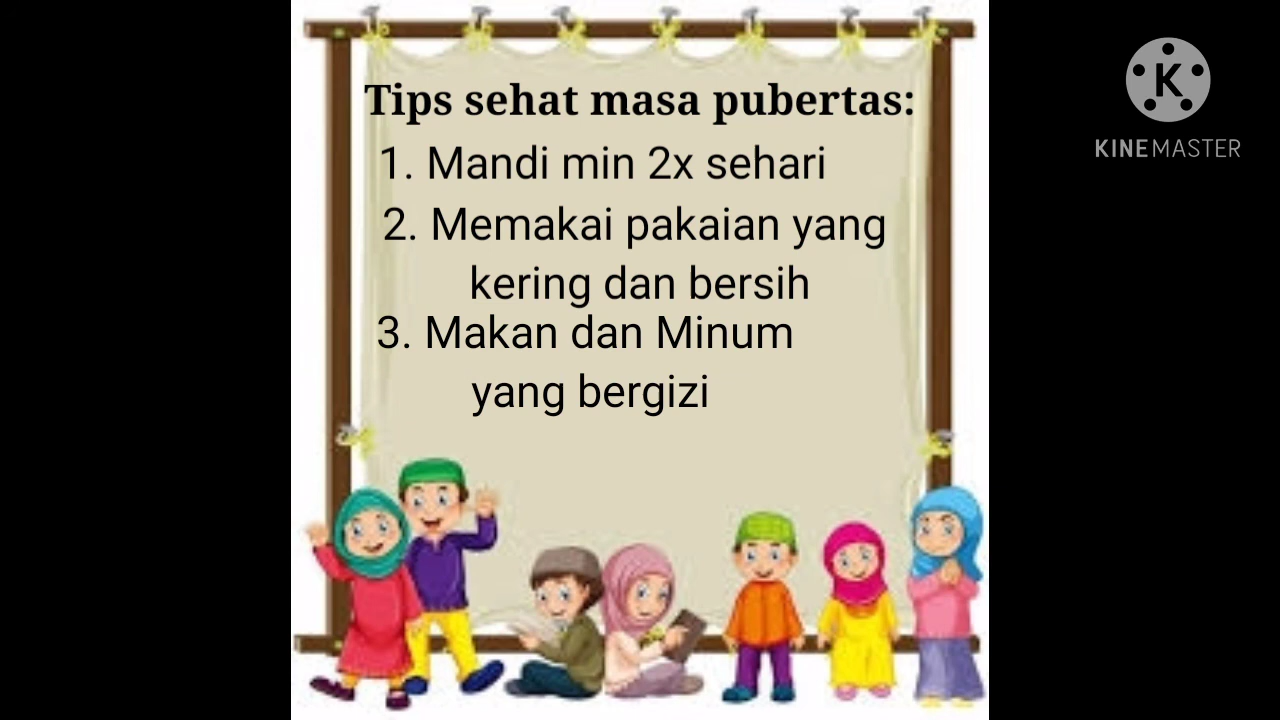 Tips sehat masa pubertas:
1. Mandi min 2x sehari
2. Memakai pakaian yang
kering dan bersih
3. Makan dan Minum
yang bergizi
K
KINEMASTER